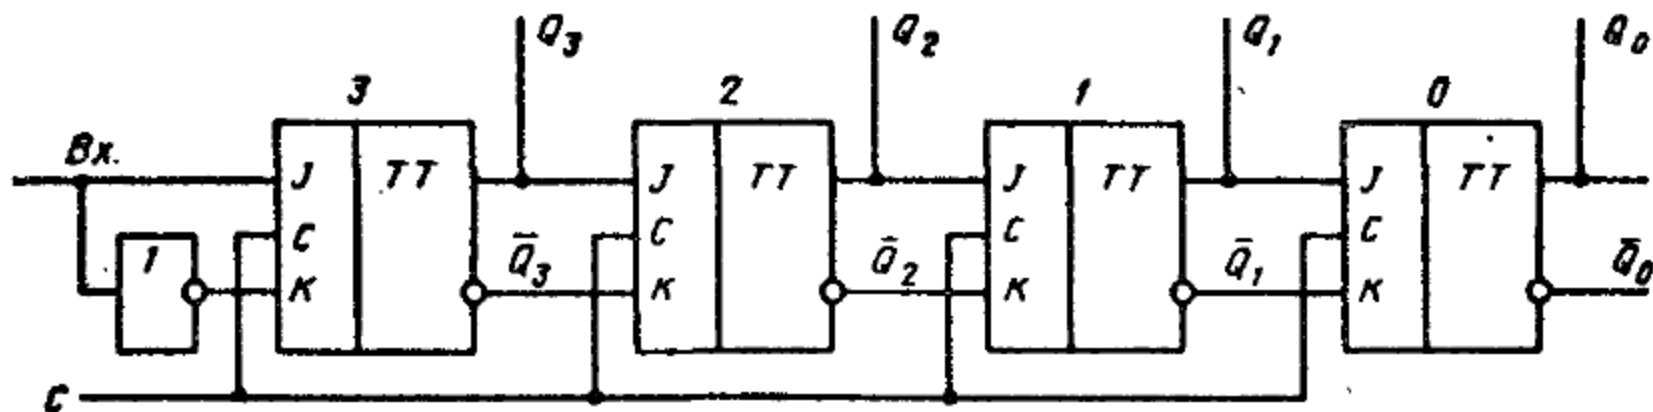 Q₃ Q₂ Q₁ Q₀
3 2 1 0
Вх.
J TT J TT J TT J TT
C C C C
1 Q̅₃ Q̅₂ Q̅₁ Q̅₀
K K K K
C